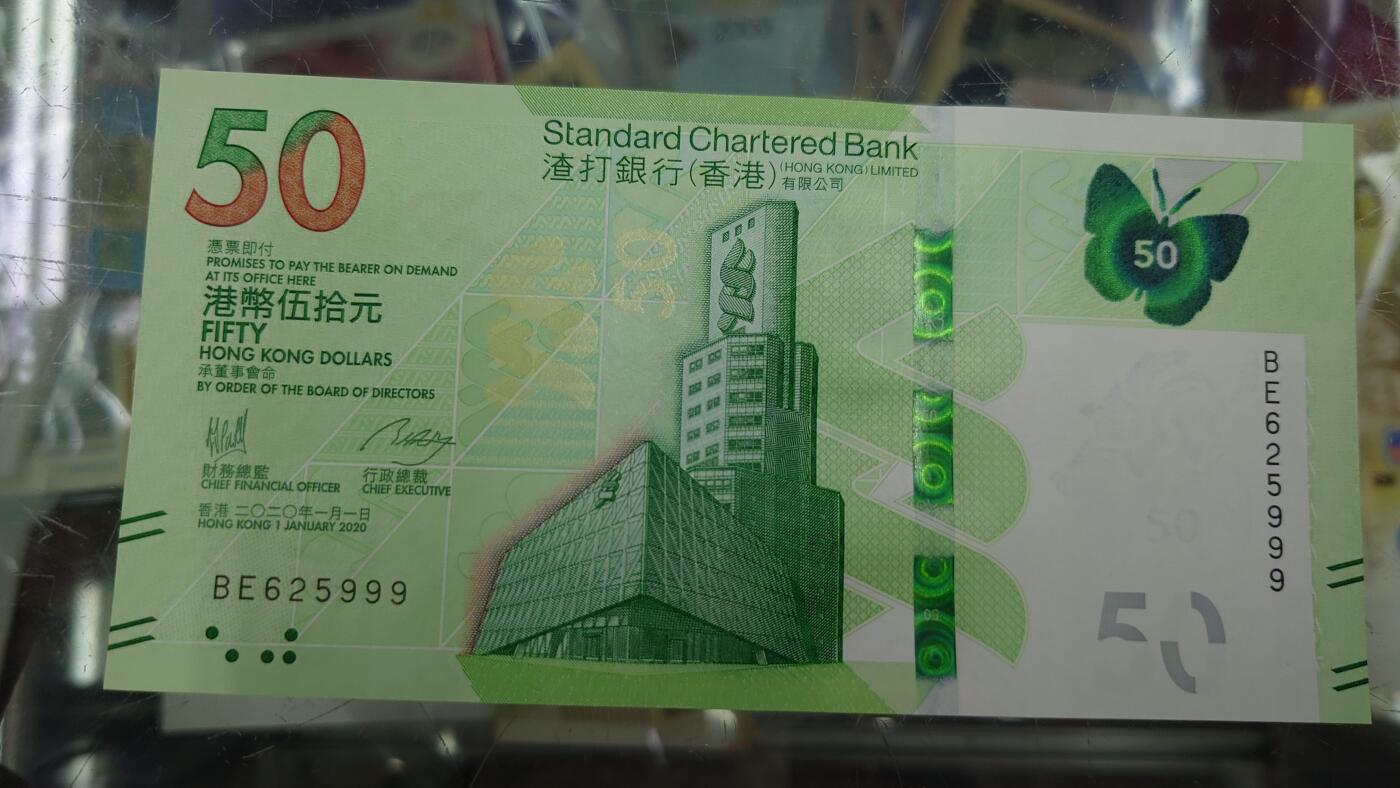 50
Standard Chartered Bank
渣打銀行(香港)(HONG KONG) LIMITED
有限公司
50
憑票即付
PROMISES TO PAY THE BEARER ON DEMAND
AT ITS OFFICE HERE
港幣伍拾元
FIFTY
HONG KONG DOLLARS
承董事會命
BY ORDER OF THE BOARD OF DIRECTORS
財務總監
CHIEF FINANCIAL OFFICER
行政總裁
CHIEF EXECUTIVE
香港 二〇二〇年一月一日
HONG KONG 1 JANUARY 2020
BE625999
50
BE625999
50
50